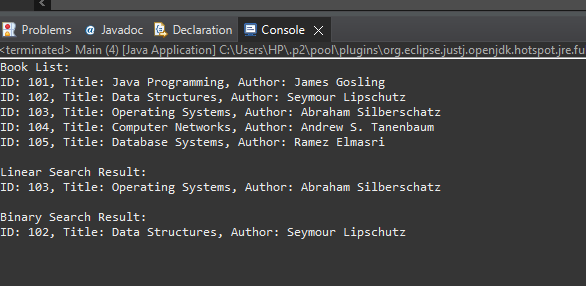 Problems @ Javadoc Declaration Console
<terminated> Main (4) [Java Application] C:\Users\HP\.p2\pool\plugins\org.eclipse.justj.openjdk.hotspot.jre.fu
Book List:
ID: 101, Title: Java Programming, Author: James Gosling
ID: 102, Title: Data Structures, Author: Seymour Lipschutz
ID: 103, Title: Operating Systems, Author: Abraham Silberschatz
ID: 104, Title: Computer Networks, Author: Andrew S. Tanenbaum
ID: 105, Title: Database Systems, Author: Ramez Elmasri
Linear Search Result:
ID: 103, Title: Operating Systems, Author: Abraham Silberschatz
Binary Search Result:
ID: 102, Title: Data Structures, Author: Seymour Lipschutz